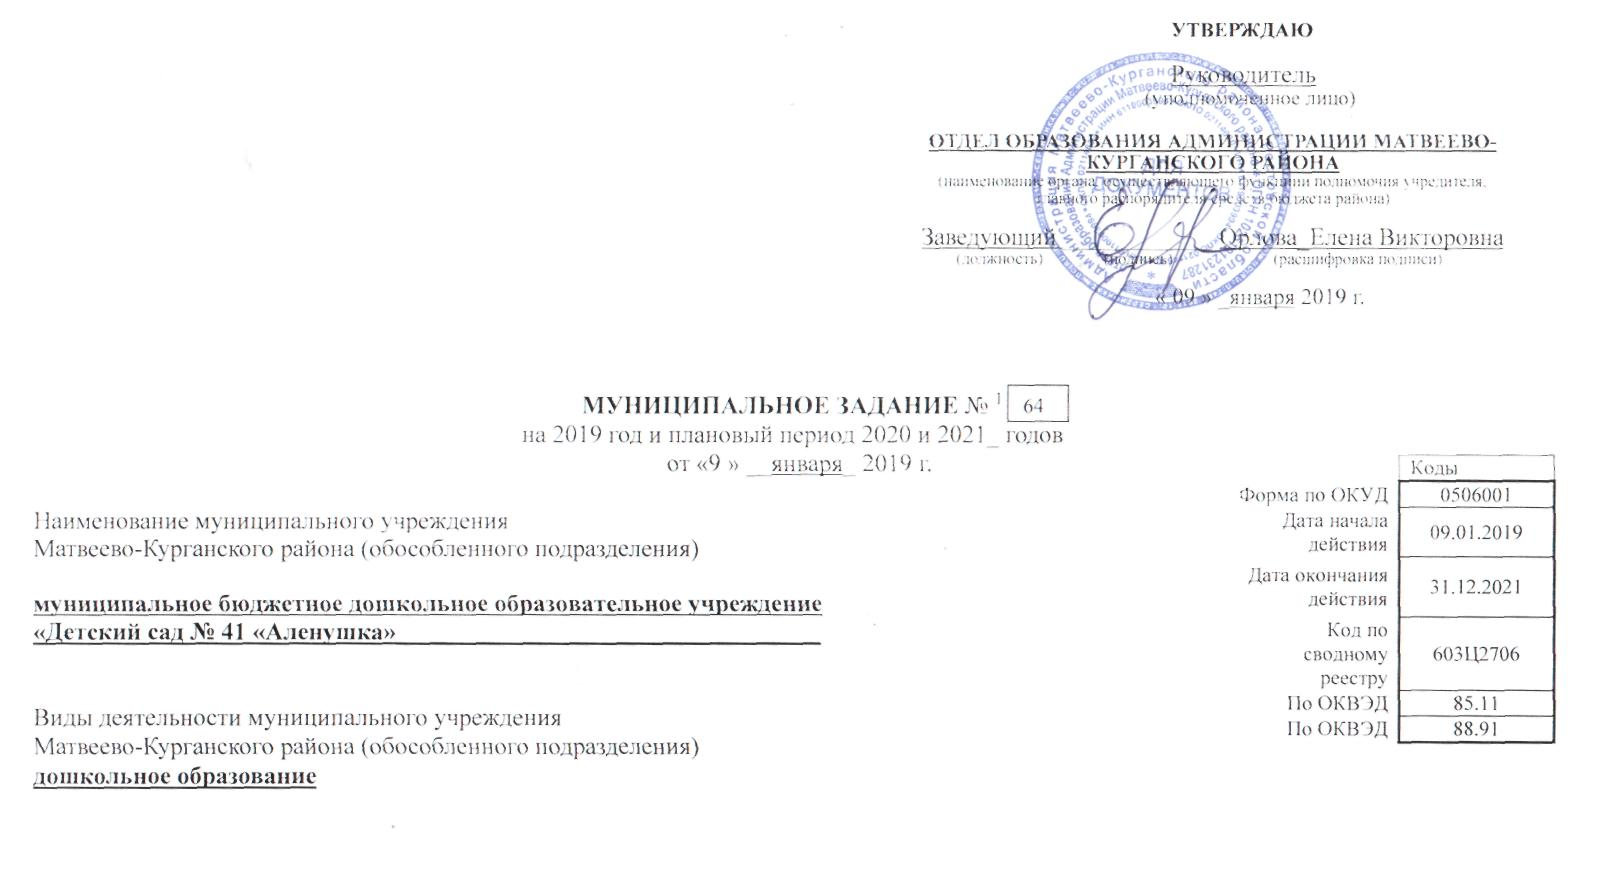 УТВЕРЖДАЮ
Руководитель
(уполномоченное лицо)
ОТДЕЛ ОБРАЗОВАНИЯ АДМИНИСТРАЦИИ МАТВЕЕВО-
КУРГАНСКОГО РАЙОНА
(наименование органа, осуществляющего функции полномочия учредителя,
главного распорядителя средств бюджета района)
Заведующий Орлова_Елена Викторовна
(должность) (подпись) (расшифровка подписи)
« 09 » _января 2019 г.
ДЛЯ
ДОКУМЕНТОВ
МУНИЦИПАЛЬНОЕ ЗАДАНИЕ № 1 64
на 2019 год и плановый период 2020 и 2021_ годов
от «9 » __января_ 2019 г.
Коды
Форма по ОКУД 0506001
Дата начала
действия 09.01.2019
Дата окончания
действия 31.12.2021
Код по
сводному
реестру 603Ц2706
По ОКВЭД 85.11
По ОКВЭД 88.91
Наименование муниципального учреждения
Матвеево-Курганского района (обособленного подразделения)
муниципальное бюджетное дошкольное образовательное учреждение
«Детский сад № 41 «Аленушка»
Виды деятельности муниципального учреждения
Матвеево-Курганского района (обособленного подразделения)
дошкольное образование